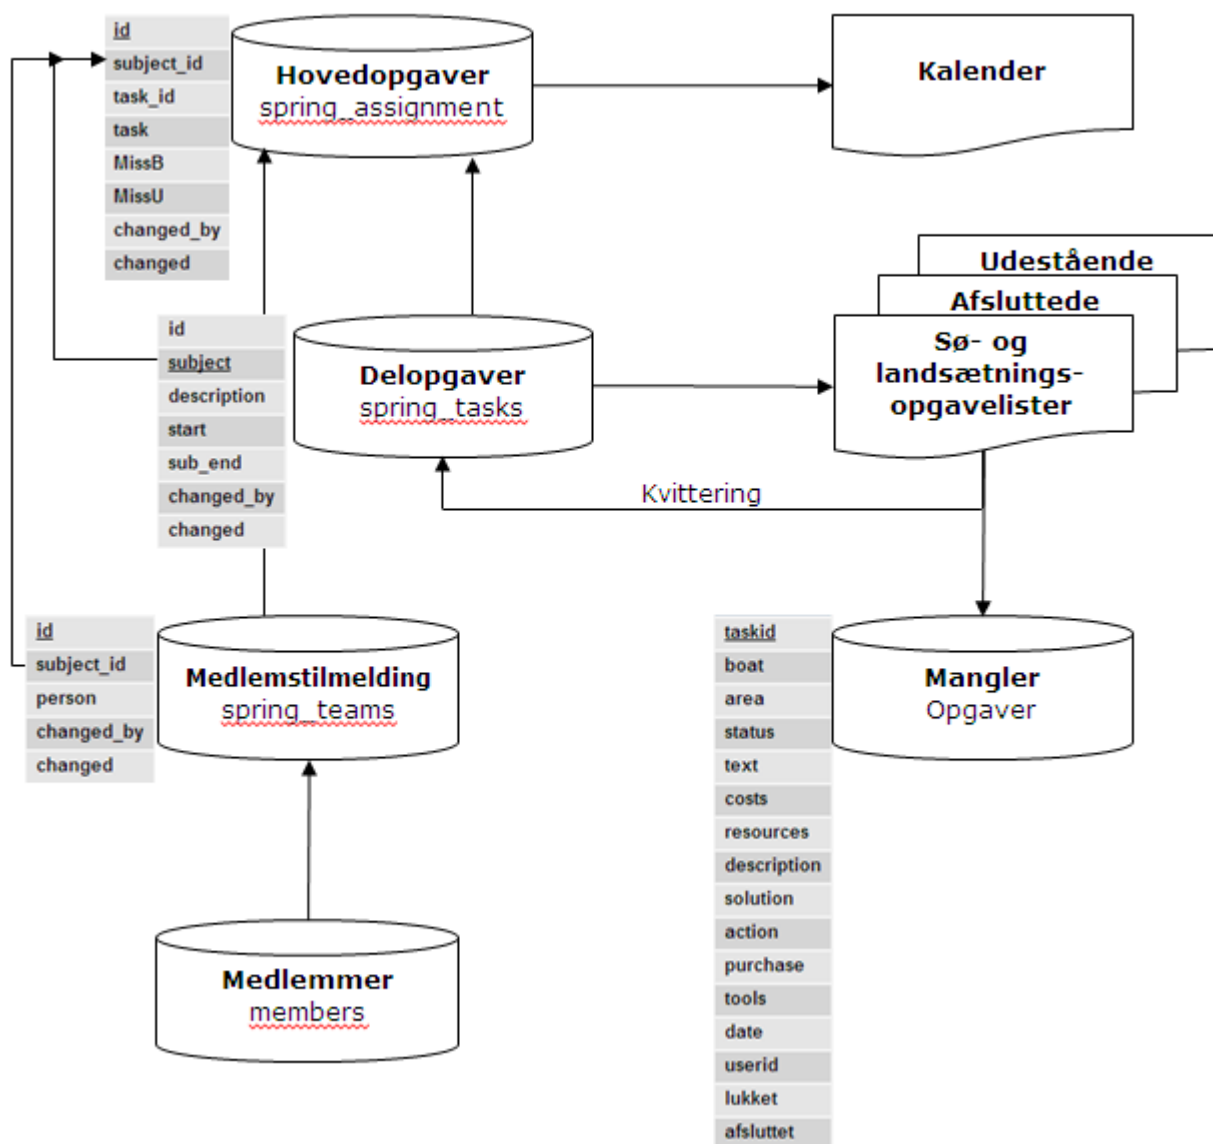 id
subject_id
task_id
task
MissB
MissU
changed_by
changed
Hovedopgaver
spring_assignment
Kalender
id
subject
description
start
sub_end
changed_by
changed
Delopgaver
spring_tasks
Udestående
Afsluttede
Sø- og
landsætnings-
opgavelister
Kvittering
id
subject_id
person
changed_by
changed
Medlemstilmelding
spring_teams
taskid
boat
area
status
text
costs
resources
description
solution
action
purchase
tools
date
userid
lukket
afsluttet
Mangler
Opgaver
Medlemmer
members